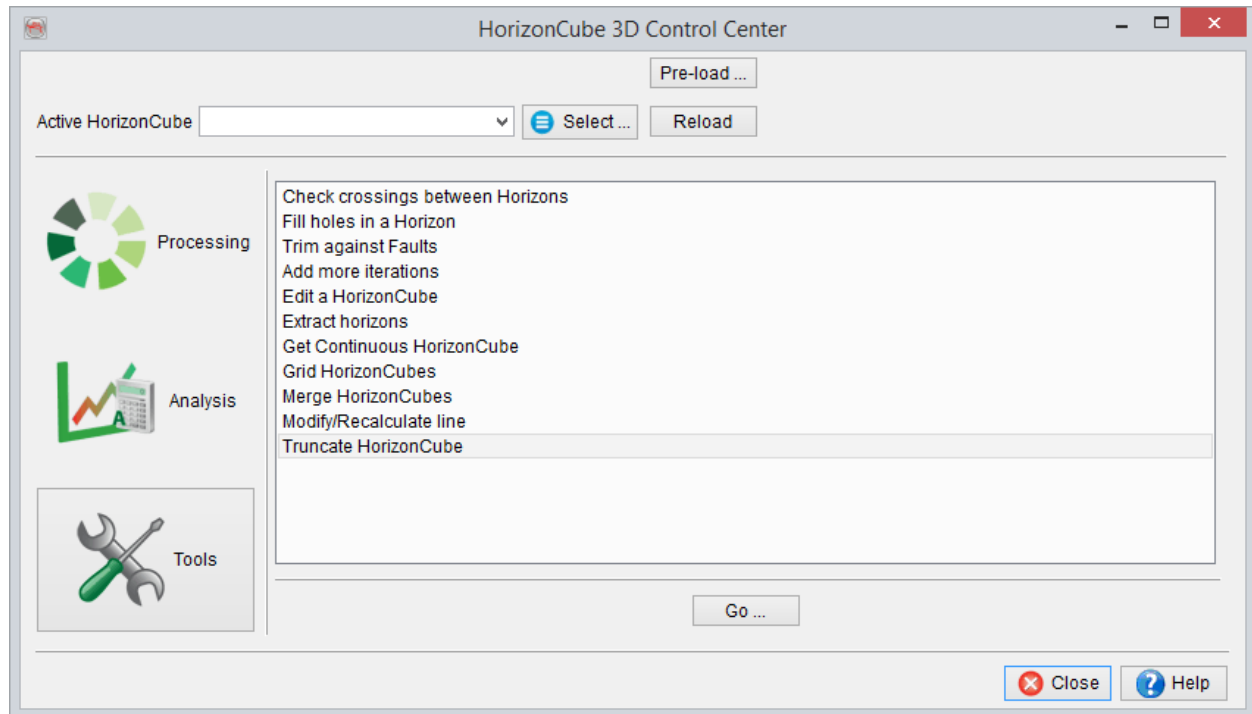 HorizonCube 3D Control Center
Pre-load ...
Active HorizonCube
Select ...
Reload
Processing
Analysis
A
Tools
Check crossings between Horizons
Fill holes in a Horizon
Trim against Faults
Add more iterations
Edit a HorizonCube
Extract horizons
Get Continuous HorizonCube
Grid HorizonCubes
Merge HorizonCubes
Modify/Recalculate line
Truncate HorizonCube
Go ...
Close
? Help